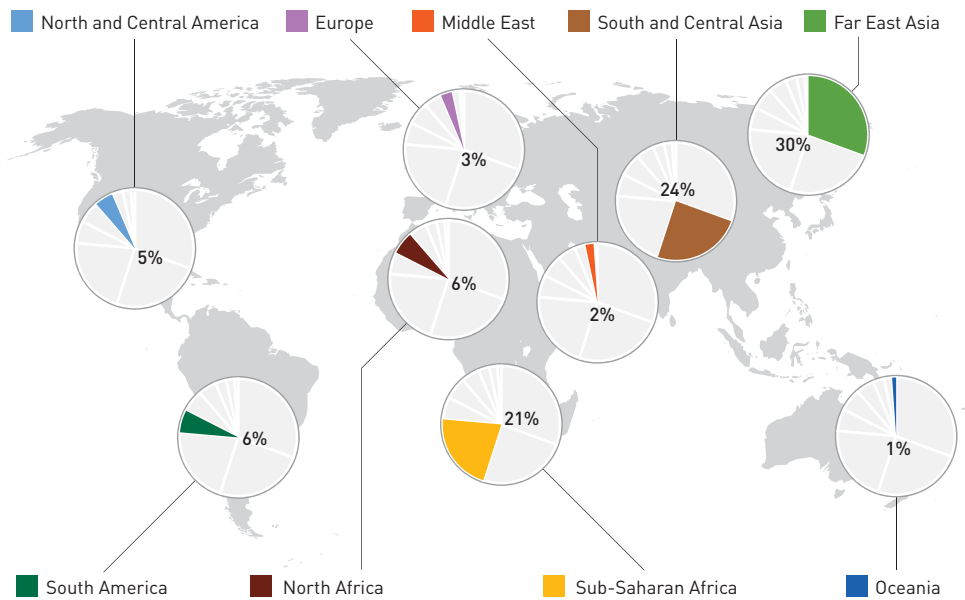 North and Central America
Europe
Middle East
South and Central Asia
Far East Asia
30%
3%
24%
5%
6%
2%
21%
6%
1%
South America
North Africa
Sub-Saharan Africa
Oceania